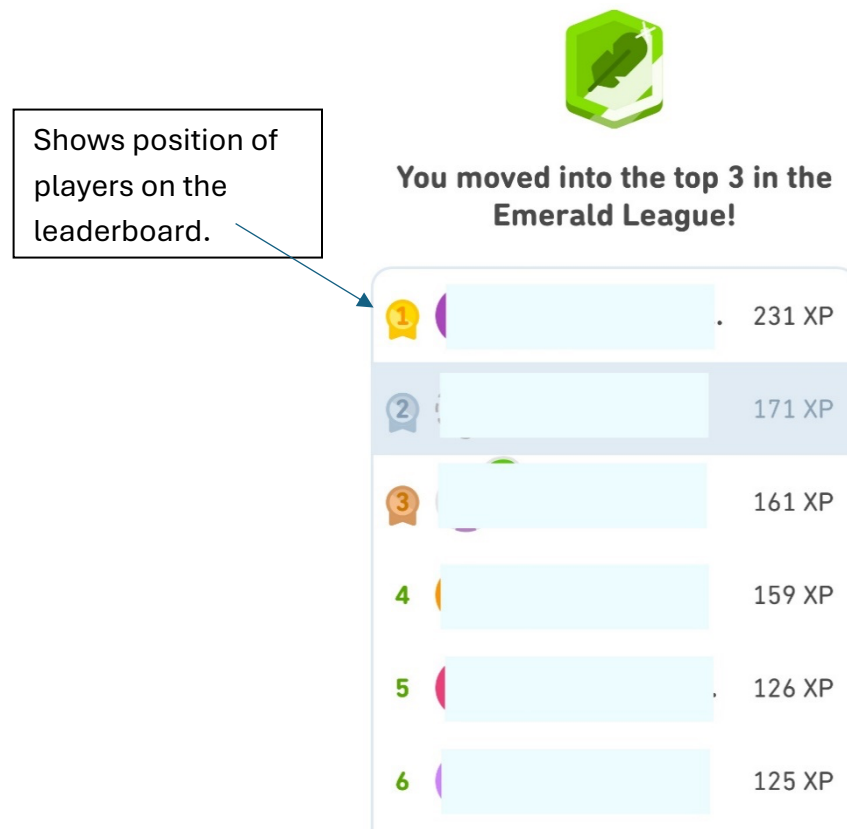 Shows position of
players on the
leaderboard.
You moved into the top 3 in the
Emerald League!
1 . 231 XP
2 171 XP
3 161 XP
4 159 XP
5 . 126 XP
6 125 XP